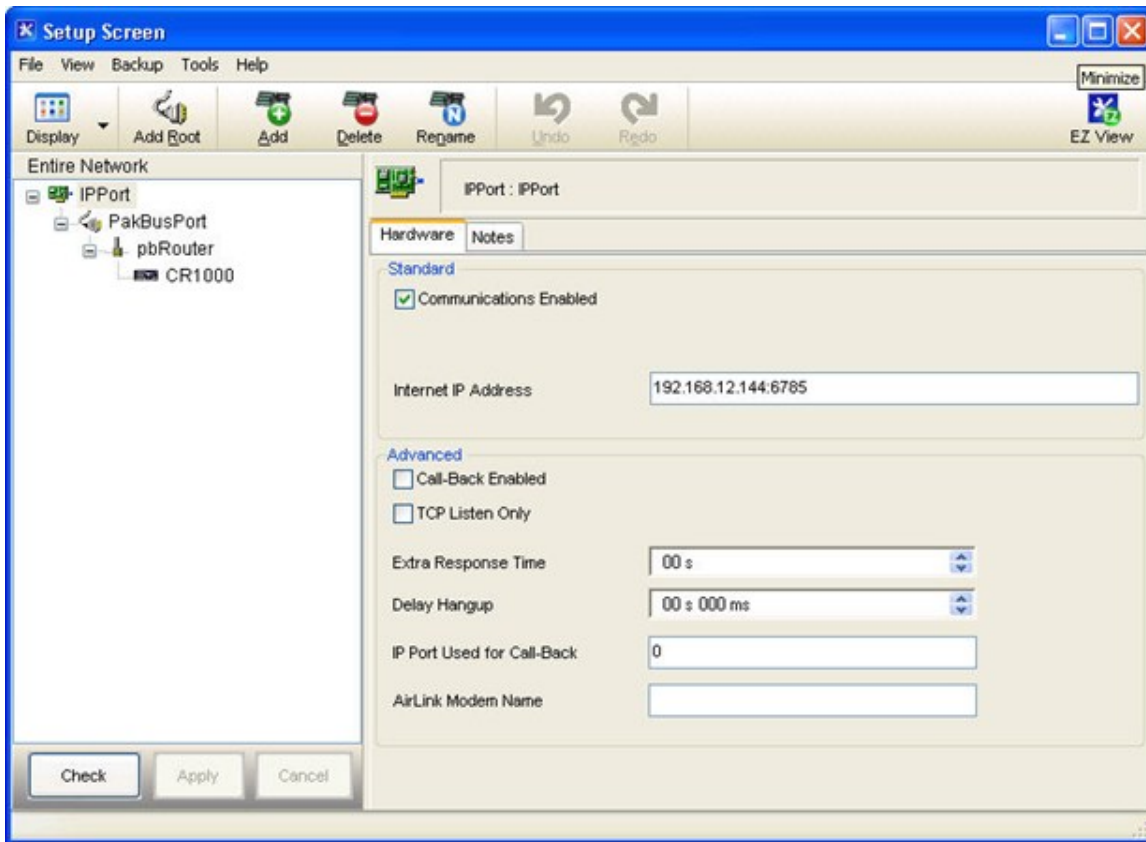 Setup Screen
File View Backup Tools Help
Minimize
Display Add Root Add Delete Rename Undo Redo EZ View
Entire Network
IPPort
PakBusPort
pbRouter
CR1000
IPPort : IPPort
Hardware Notes
Standard
Communications Enabled
Internet IP Address 192.168.12.144:6785
Advanced
Call-Back Enabled
TCP Listen Only
Extra Response Time 00 s
Delay Hangup 00 s 000 ms
IP Port Used for Call-Back 0
AirLink Modem Name
Check Apply Cancel